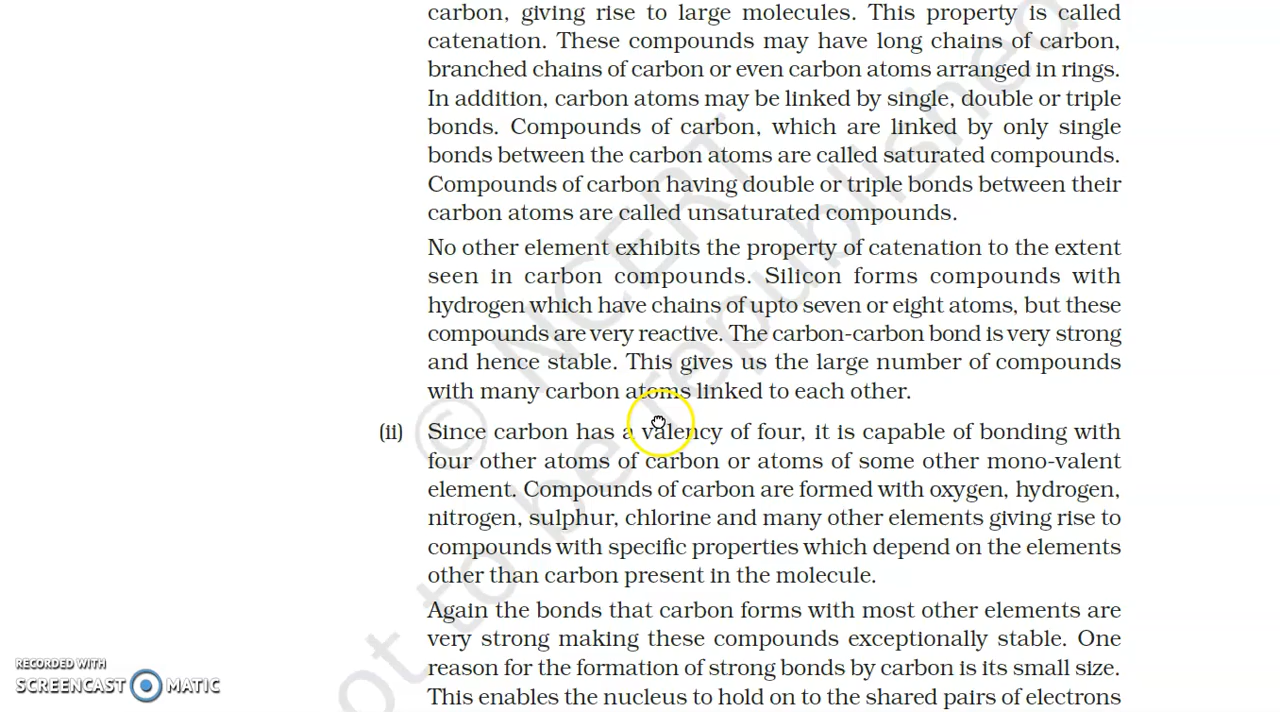 carbon, giving rise to large molecules. This property is called
catenation. These compounds may have long chains of carbon,
branched chains of carbon or even carbon atoms arranged in rings.
In addition, carbon atoms may be linked by single, double or triple
bonds. Compounds of carbon, which are linked by only single
bonds between the carbon atoms are called saturated compounds.
Compounds of carbon having double or triple bonds between their
carbon atoms are called unsaturated compounds.
No other element exhibits the property of catenation to the extent
seen in carbon compounds. Silicon forms compounds with
hydrogen which have chains of upto seven or eight atoms, but these
compounds are very reactive. The carbon-carbon bond is very strong
and hence stable. This gives us the large number of compounds
with many carbon atoms linked to each other.
(ii) Since carbon has a valency of four, it is capable of bonding with
four other atoms of carbon or atoms of some other mono-valent
element. Compounds of carbon are formed with oxygen, hydrogen,
nitrogen, sulphur, chlorine and many other elements giving rise to
compounds with specific properties which depend on the elements
other than carbon present in the molecule.
Again the bonds that carbon forms with most other elements are
very strong making these compounds exceptionally stable. One
reason for the formation of strong bonds by carbon is its small size.
This enables the nucleus to hold on to the shared pairs of electrons
© NCERT
not to be republished
RECORDED WITH
SCREENCAST MATIC